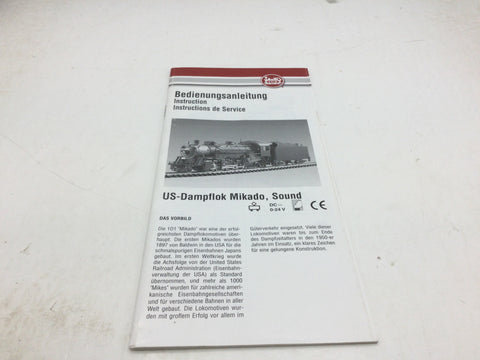 Bedienungsanleitung
Instruction
Instructions de Service
US-Dampflok Mikado, Sound
DC ⎓
0-24 V
CE
DAS VORBILD
Die 1D1 "Mikado" war eine der erfolg-
greichsten Dampflokomotiven über-
haupt. Die ersten Mikados wurden
1897 von Baldwin in den USA für die
schmalspurigen Eisenbahnen Japans
gebaut. Im ersten Weltkrieg wurde
die Achsfolge von der United States
Railroad Administration (Eisenbahn-
verwaltung der USA) als Standard
übernommen, und mehr als 1000
"Mikes" wurden für zahlreiche ameri-
kanische Eisenbahngesellschaften
und für verschiedene Bahnen in aller
Welt gebaut. Die Lokomotiven wur-
den mit großem Erfolg vor allem im
Güterverkehr eingesetzt. Viele dieser
Lokomotiven waren bis zum Ende
des Dampfzeitalters in den 1950-er
Jahren im Einsatz, ein klares Zeichen
für eine gelungene Konstruktion.